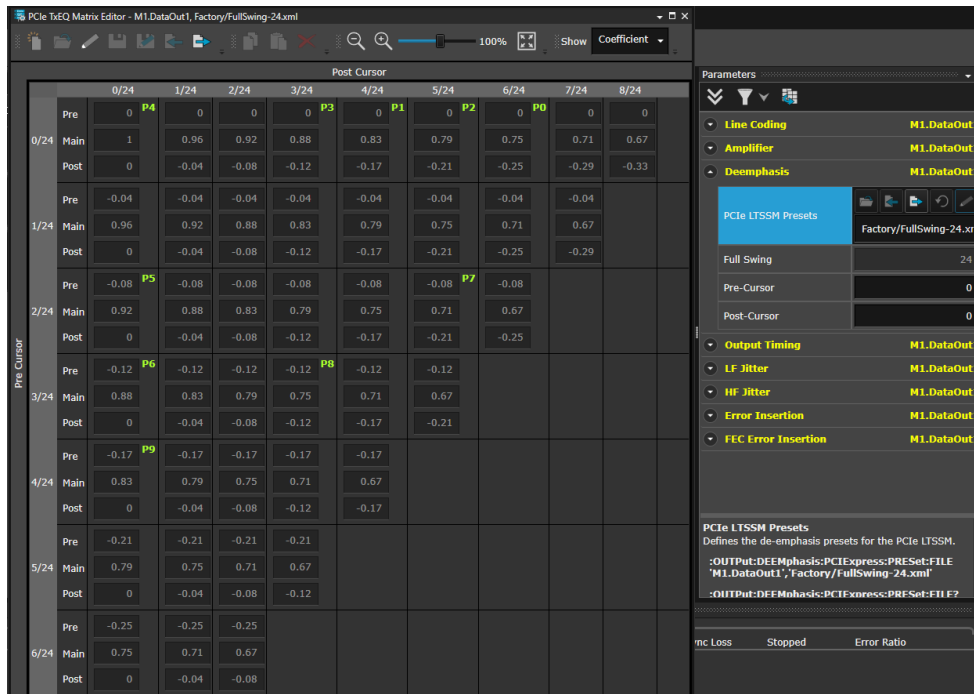 PCIe TxEQ Matrix Editor - M1.DataOut1, Factory/FullSwing-24.xml
100% Show Coefficient
Post Cursor
0/24 1/24 2/24 3/24 4/24 5/24 6/24 7/24 8/24
Pre Cursor
0/24
Pre 0 P4 0 0 0 P3 0 P1 0 P2 0 P0 0 0
Main 1 0.96 0.92 0.88 0.83 0.79 0.75 0.71 0.67
Post 0 -0.04 -0.08 -0.12 -0.17 -0.21 -0.25 -0.29 -0.33
1/24
Pre -0.04 -0.04 -0.04 -0.04 -0.04 -0.04 -0.04 -0.04
Main 0.96 0.92 0.88 0.83 0.79 0.75 0.71 0.67
Post 0 -0.04 -0.08 -0.12 -0.17 -0.21 -0.25 -0.29
2/24
Pre -0.08 P5 -0.08 -0.08 -0.08 -0.08 -0.08 P7 -0.08
Main 0.92 0.88 0.83 0.79 0.75 0.71 0.67
Post 0 -0.04 -0.08 -0.12 -0.17 -0.21 -0.25
3/24
Pre -0.12 P6 -0.12 -0.12 -0.12 P8 -0.12 -0.12
Main 0.88 0.83 0.79 0.75 0.71 0.67
Post 0 -0.04 -0.08 -0.12 -0.17 -0.21
4/24
Pre -0.17 P9 -0.17 -0.17 -0.17 -0.17
Main 0.83 0.79 0.75 0.71 0.67
Post 0 -0.04 -0.08 -0.12 -0.17
5/24
Pre -0.21 -0.21 -0.21 -0.21
Main 0.79 0.75 0.71 0.67
Post 0 -0.04 -0.08 -0.12
6/24
Pre -0.25 -0.25 -0.25
Main 0.75 0.71 0.67
Post 0 -0.04 -0.08
Parameters
Line Coding M1.DataOut
Amplifier M1.DataOut
Deemphasis M1.DataOut
PCIe LTSSM Presets
Factory/FullSwing-24.xm
Full Swing 24
Pre-Cursor 0
Post-Cursor 0
Output Timing M1.DataOut
LF Jitter M1.DataOut
HF Jitter M1.DataOut
Error Insertion M1.DataOut
FEC Error Insertion M1.DataOut
PCIe LTSSM Presets
Defines the de-emphasis presets for the PCIe LTSSM.
:OUTPut:DEEMphasis:PCIExpress:PRESet:FILE
'M1.DataOut1','Factory/FullSwing-24.xml'
:OUTPut:DEEMphasis:PCIExpress:PRESet:FILE?
nc Loss Stopped Error Ratio